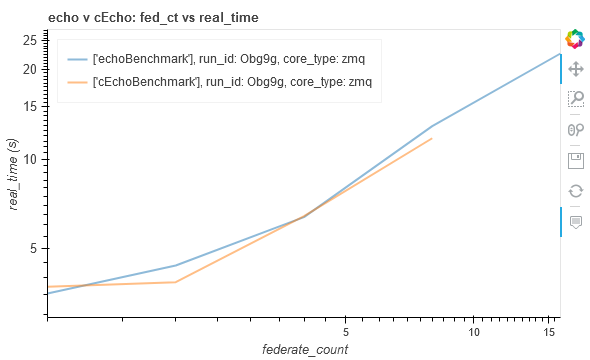 echo v cEcho: fed_ct vs real_time
25
20
15
10
5
real_time (s)
['echoBenchmark'], run_id: Obg9g, core_type: zmq
['cEchoBenchmark'], run_id: Obg9g, core_type: zmq
5
10
15
federate_count